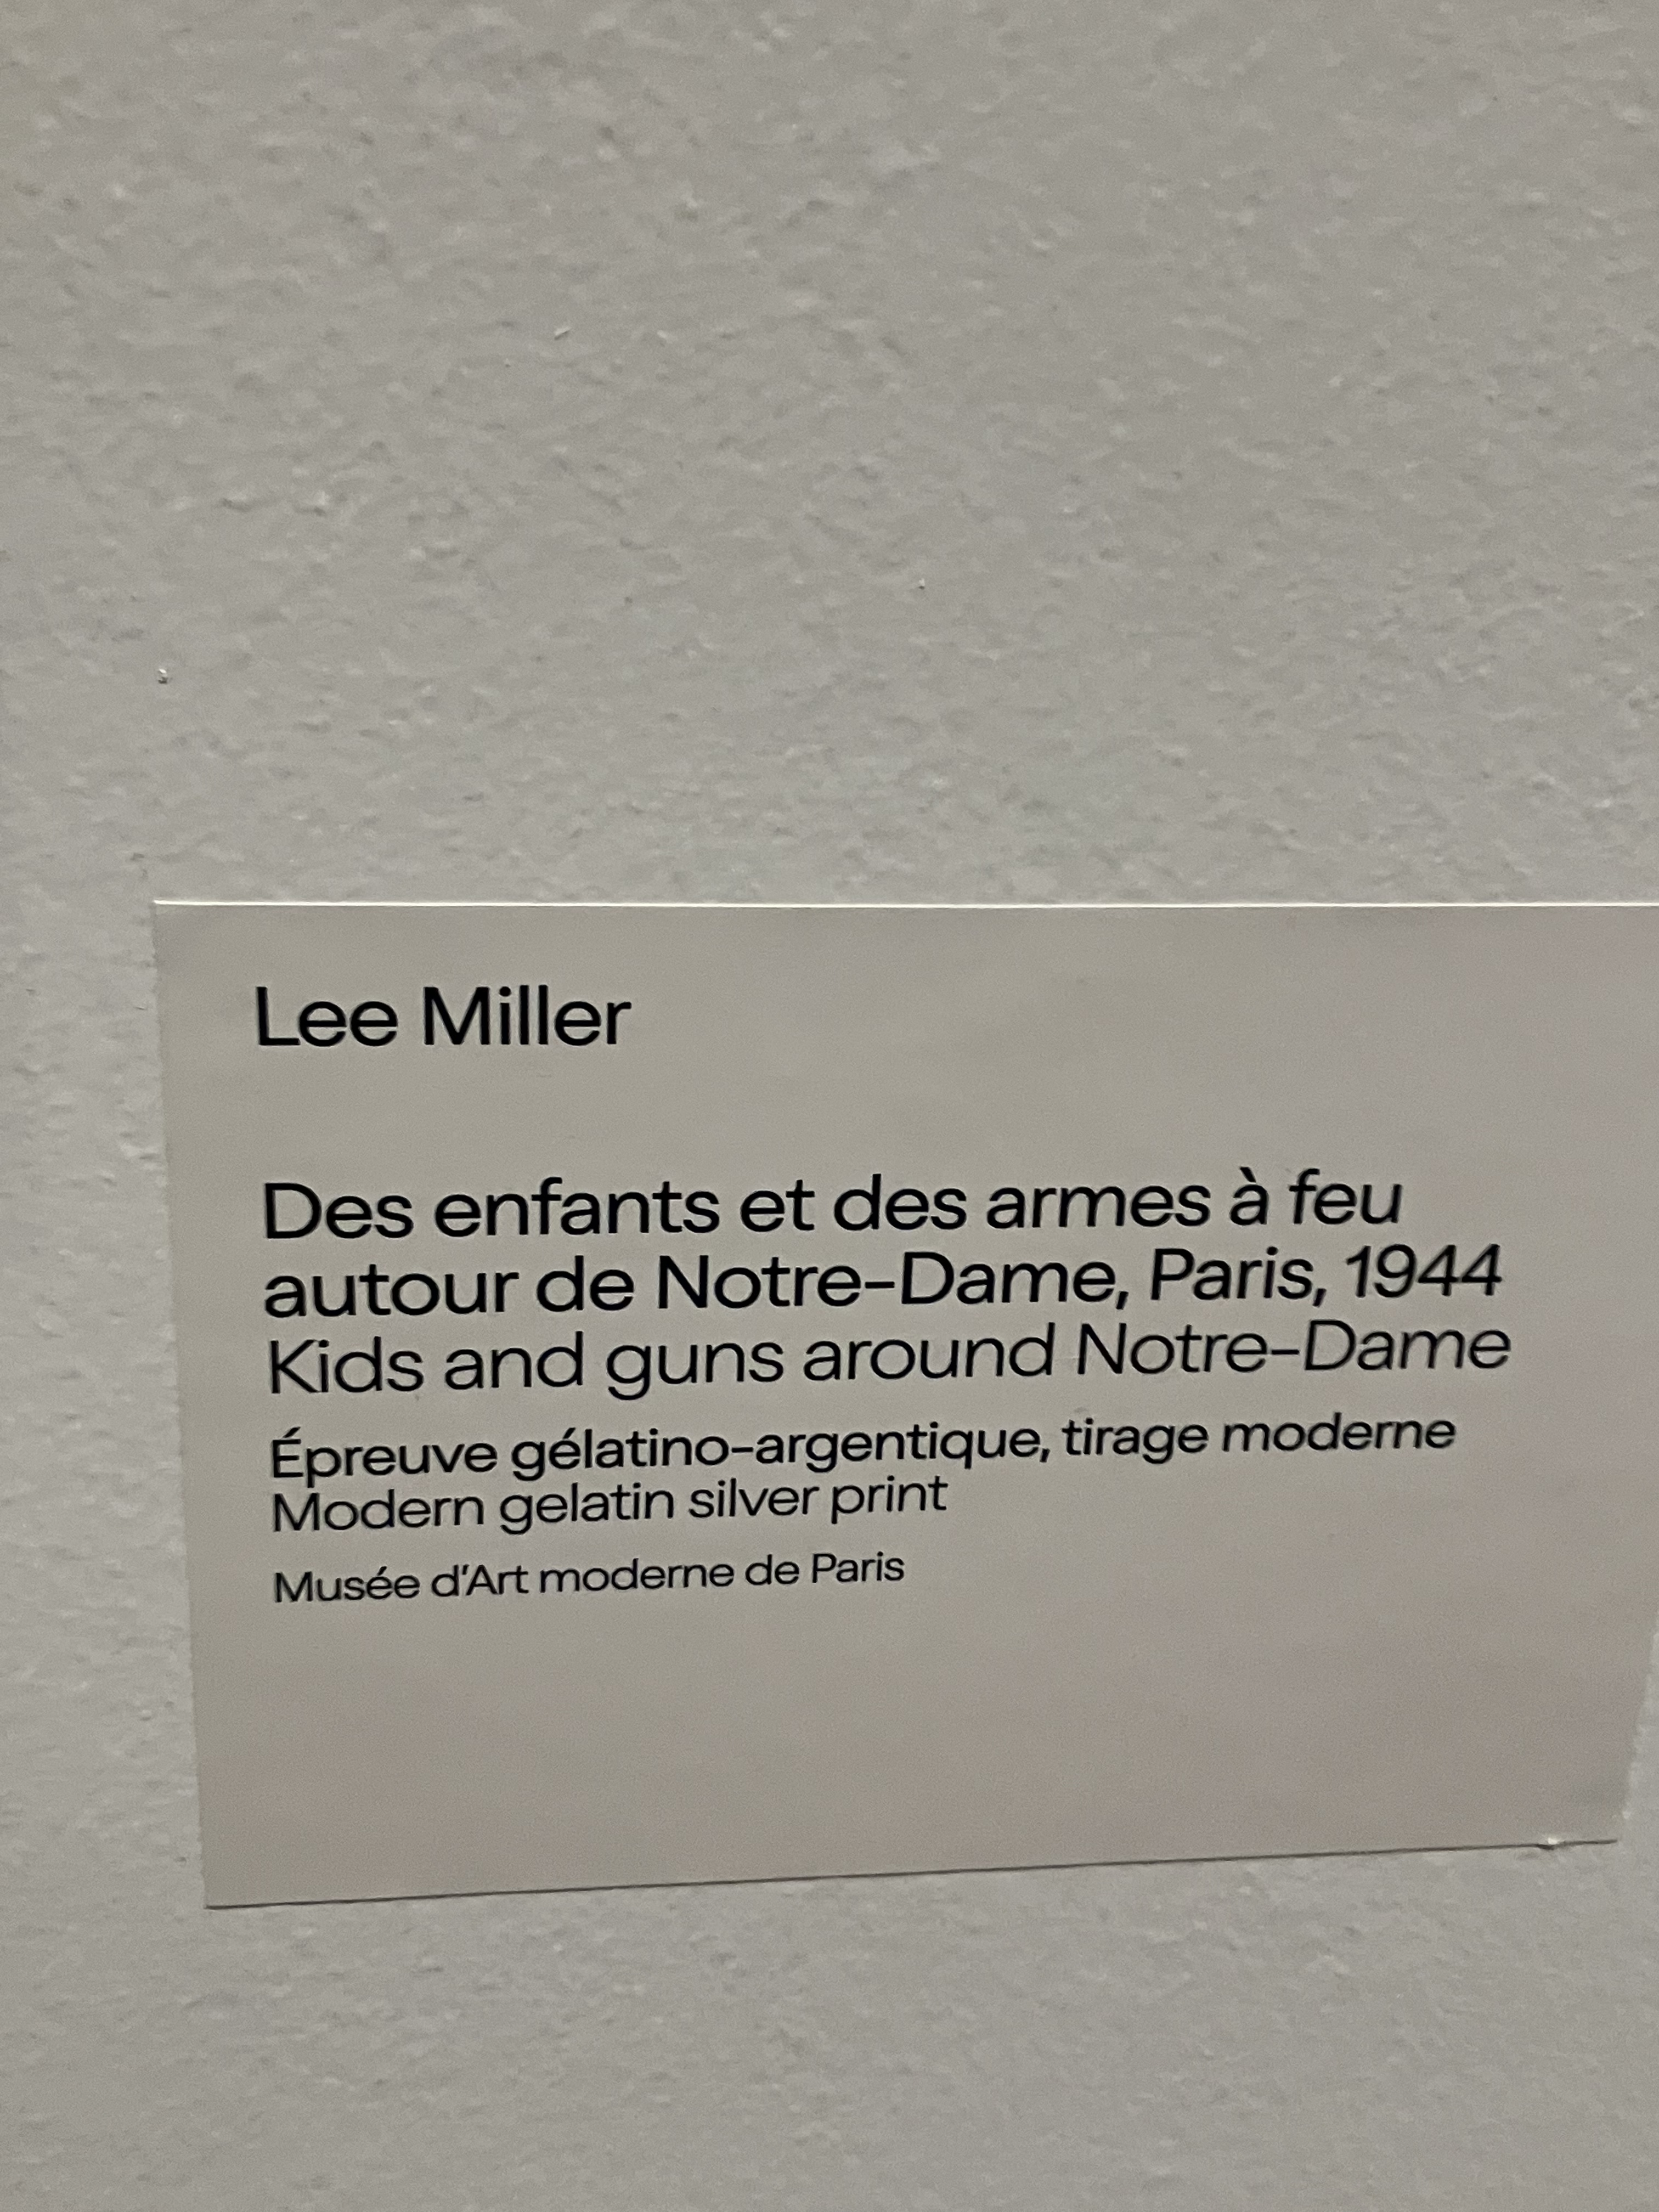 Lee Miller
Des enfants et des armes à feu
autour de Notre-Dame, Paris, 1944
Kids and guns around Notre-Dame
Épreuve gélatino-argentique, tirage moderne
Modern gelatin silver print
Musée d'Art moderne de Paris